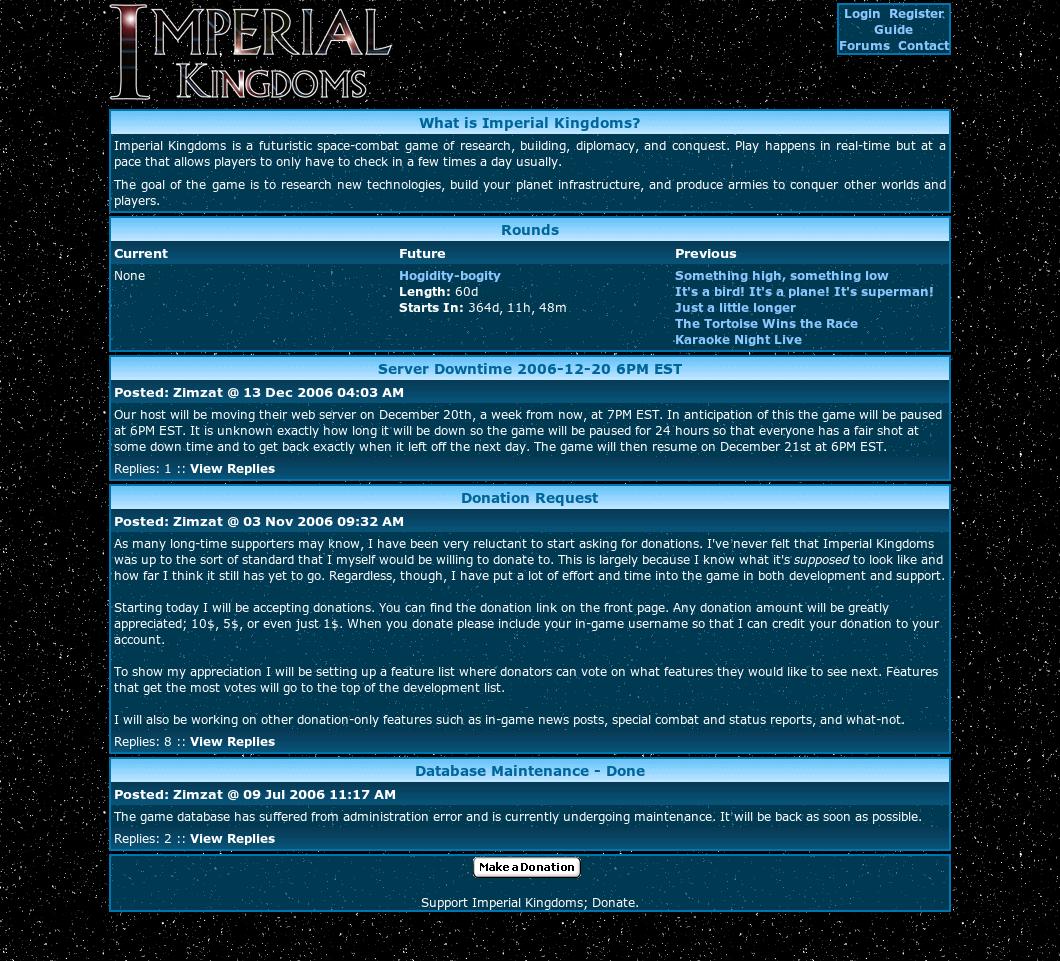 IMPERIAL
KINGDOMS
Login Register
Guide
Forums Contact
What is Imperial Kingdoms?
Imperial Kingdoms is a futuristic space-combat game of research, building, diplomacy, and conquest. Play happens in real-time but at a
pace that allows players to only have to check in a few times a day usually.
The goal of the game is to research new technologies, build your planet infrastructure, and produce armies to conquer other worlds and
players.
Rounds
Current Future Previous
None Hogidity-bogity Something high, something low
Length: 60d It's a bird! It's a plane! It's superman!
Starts In: 364d, 11h, 48m Just a little longer
The Tortoise Wins the Race
Karaoke Night Live
Server Downtime 2006-12-20 6PM EST
Posted: Zimzat @ 13 Dec 2006 04:03 AM
Our host will be moving their web server on December 20th, a week from now, at 7PM EST. In anticipation of this the game will be paused
at 6PM EST. It is unknown exactly how long it will be down so the game will be paused for 24 hours so that everyone has a fair shot at
some down time and to get back exactly when it left off the next day. The game will then resume on December 21st at 6PM EST.
Replies: 1 :: View Replies
Donation Request
Posted: Zimzat @ 03 Nov 2006 09:32 AM
As many long-time supporters may know, I have been very reluctant to start asking for donations. I've never felt that Imperial Kingdoms
was up to the sort of standard that I myself would be willing to donate to. This is largely because I know what it's supposed to look like and
how far I think it still has yet to go. Regardless, though, I have put a lot of effort and time into the game in both development and support.
Starting today I will be accepting donations. You can find the donation link on the front page. Any donation amount will be greatly
appreciated; 10$, 5$, or even just 1$. When you donate please include your in-game username so that I can credit your donation to your
account.
To show my appreciation I will be setting up a feature list where donators can vote on what features they would like to see next. Features
that get the most votes will go to the top of the development list.
I will also be working on other donation-only features such as in-game news posts, special combat and status reports, and what-not.
Replies: 8 :: View Replies
Database Maintenance - Done
Posted: Zimzat @ 09 Jul 2006 11:17 AM
The game database has suffered from administration error and is currently undergoing maintenance. It will be back as soon as possible.
Replies: 2 :: View Replies
Make a Donation
Support Imperial Kingdoms; Donate.